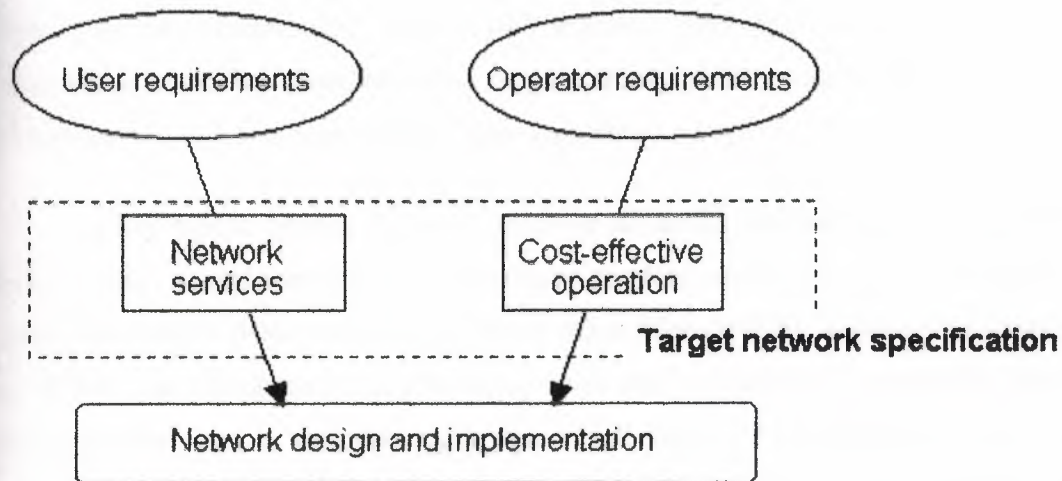 User requirements
Operator requirements
Network
services
Cost-effective
operation
Target network specification
Network design and implementation